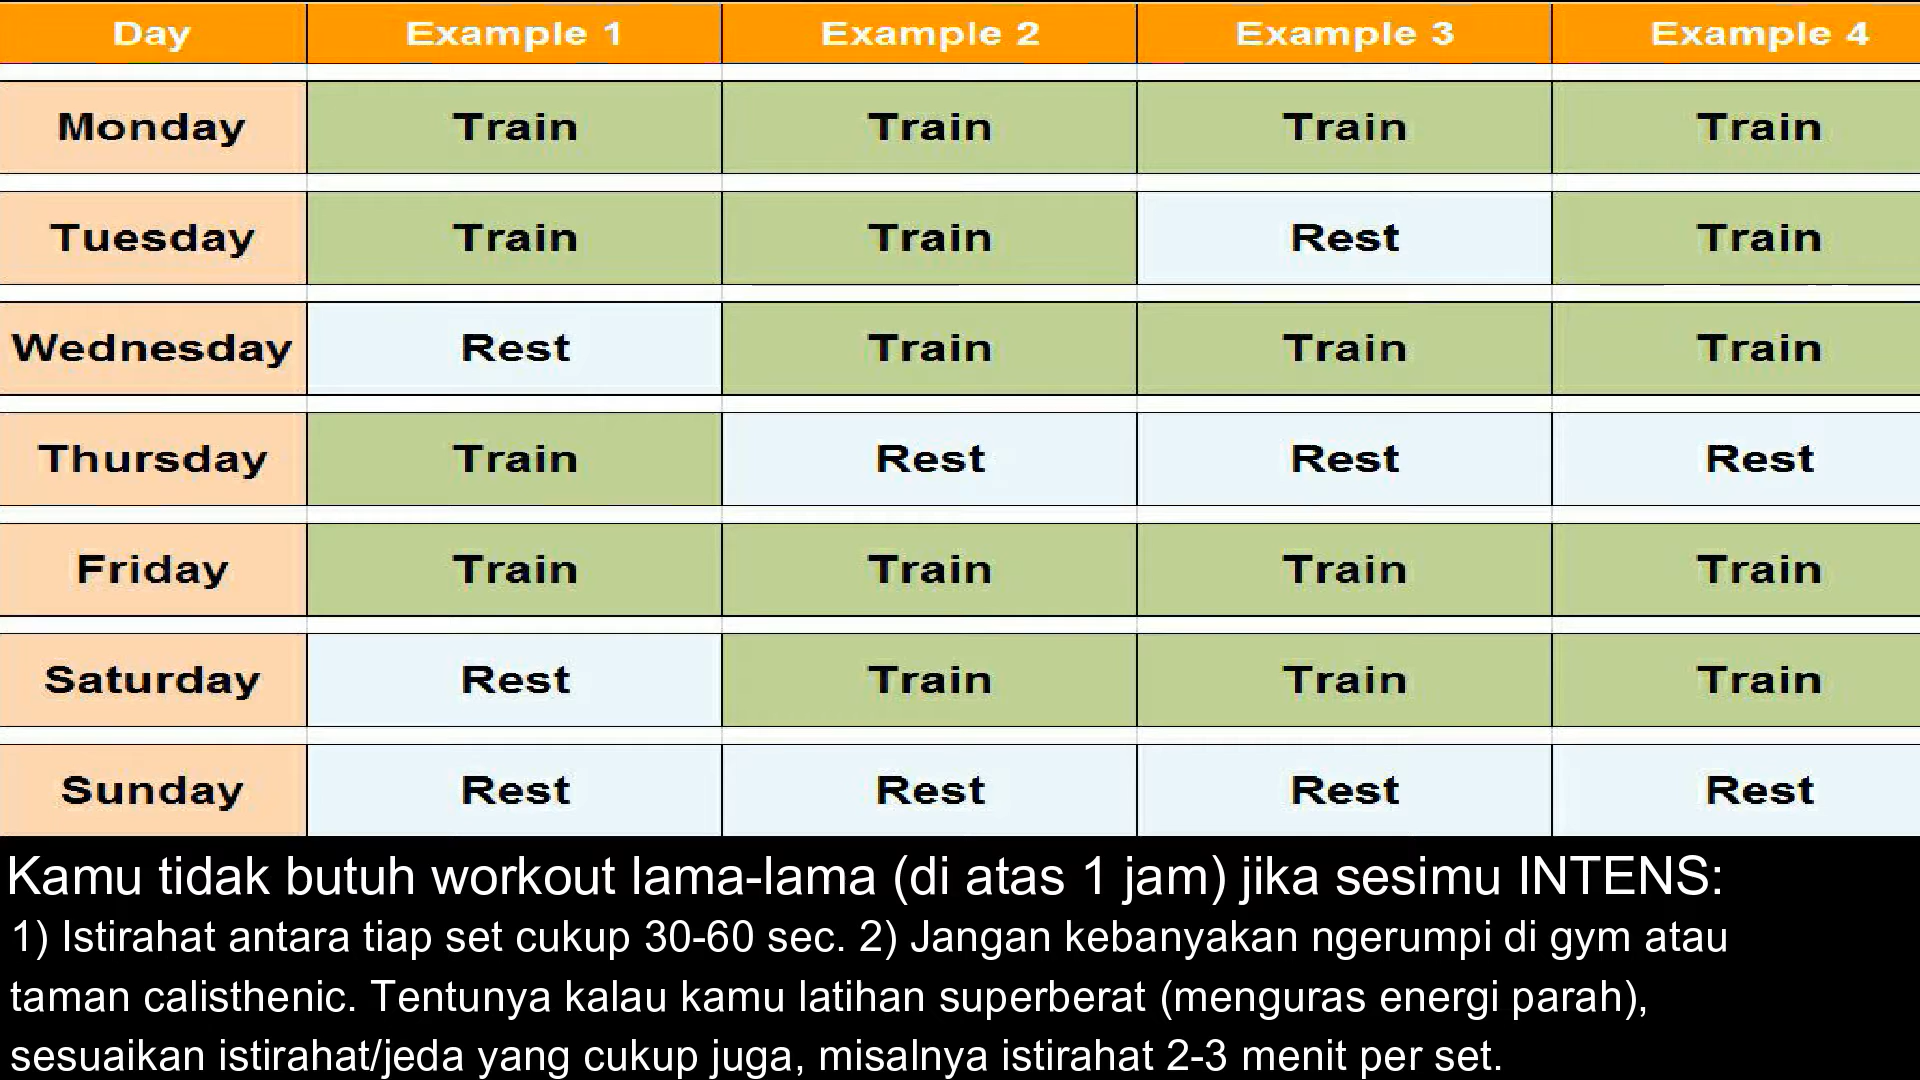 Day Example 1 Example 2 Example 3 Example 4
Monday Train Train Train Train
Tuesday Train Train Rest Train
Wednesday Rest Train Train Train
Thursday Train Rest Rest Rest
Friday Train Train Train Train
Saturday Rest Train Train Train
Sunday Rest Rest Rest Rest
Kamu tidak butuh workout lama-lama (di atas 1 jam) jika sesimu INTENS:
1) Istirahat antara tiap set cukup 30-60 sec. 2) Jangan kebanyakan ngerumpi di gym atau
taman calisthenic. Tentunya kalau kamu latihan superberat (menguras energi parah),
sesuaikan istirahat/jeda yang cukup juga, misalnya istirahat 2-3 menit per set.